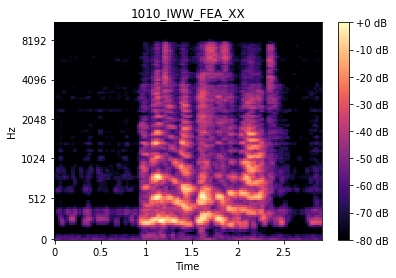 1010_IWW_FEA_XX
8192
4096
2048
1024
512
0
Hz
0 0.5 1 1.5 2 2.5
Time
+0 dB
-10 dB
-20 dB
-30 dB
-40 dB
-50 dB
-60 dB
-70 dB
-80 dB